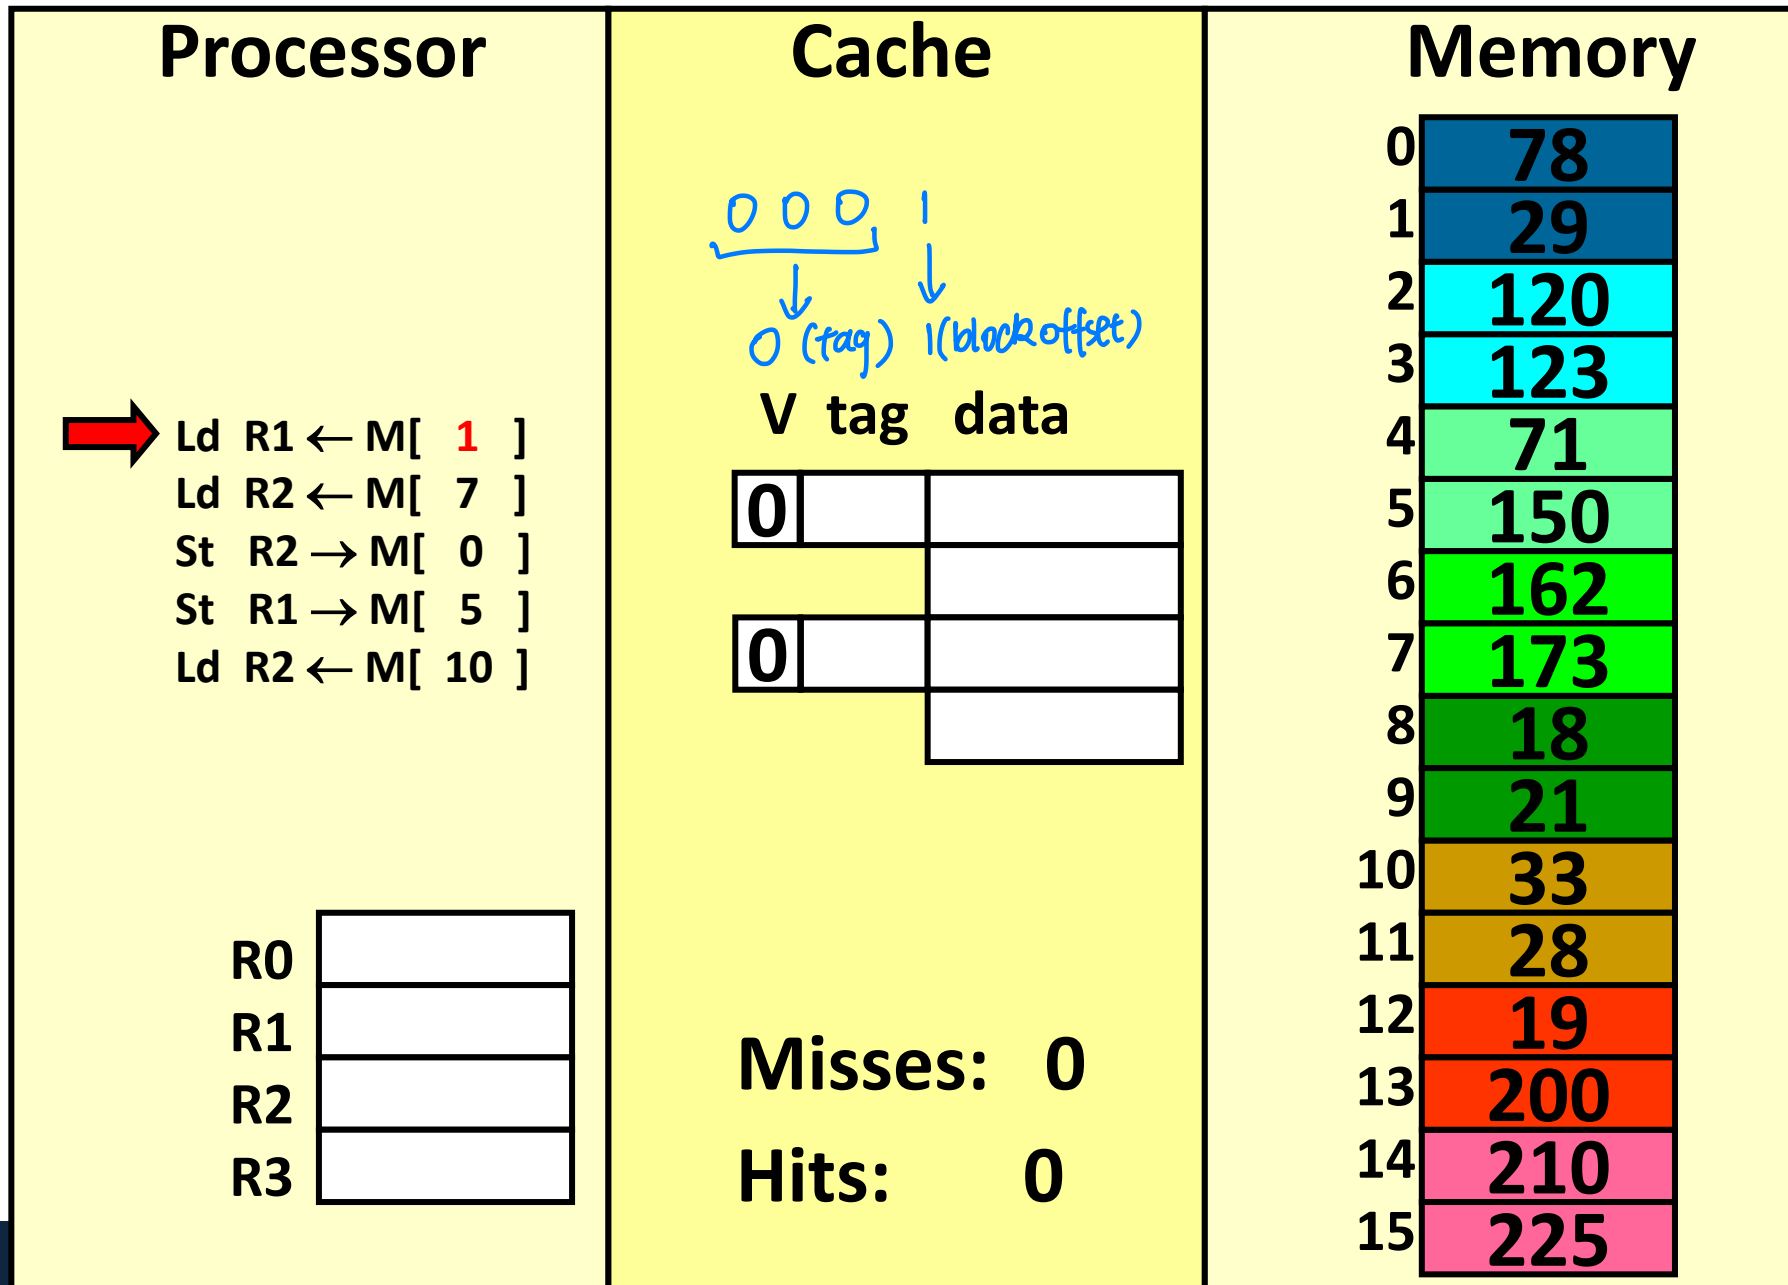 Processor
Ld R1 ← M[ 1 ]
Ld R2 ← M[ 7 ]
St R2 → M[ 0 ]
St R1 → M[ 5 ]
Ld R2 ← M[ 10 ]
R0
R1
R2
R3
Cache
0 0 0 1
0 (tag) 1(block offset)
V tag data
0
0
Misses: 0
Hits: 0
Memory
0 78
1 29
2 120
3 123
4 71
5 150
6 162
7 173
8 18
9 21
10 33
11 28
12 19
13 200
14 210
15 225